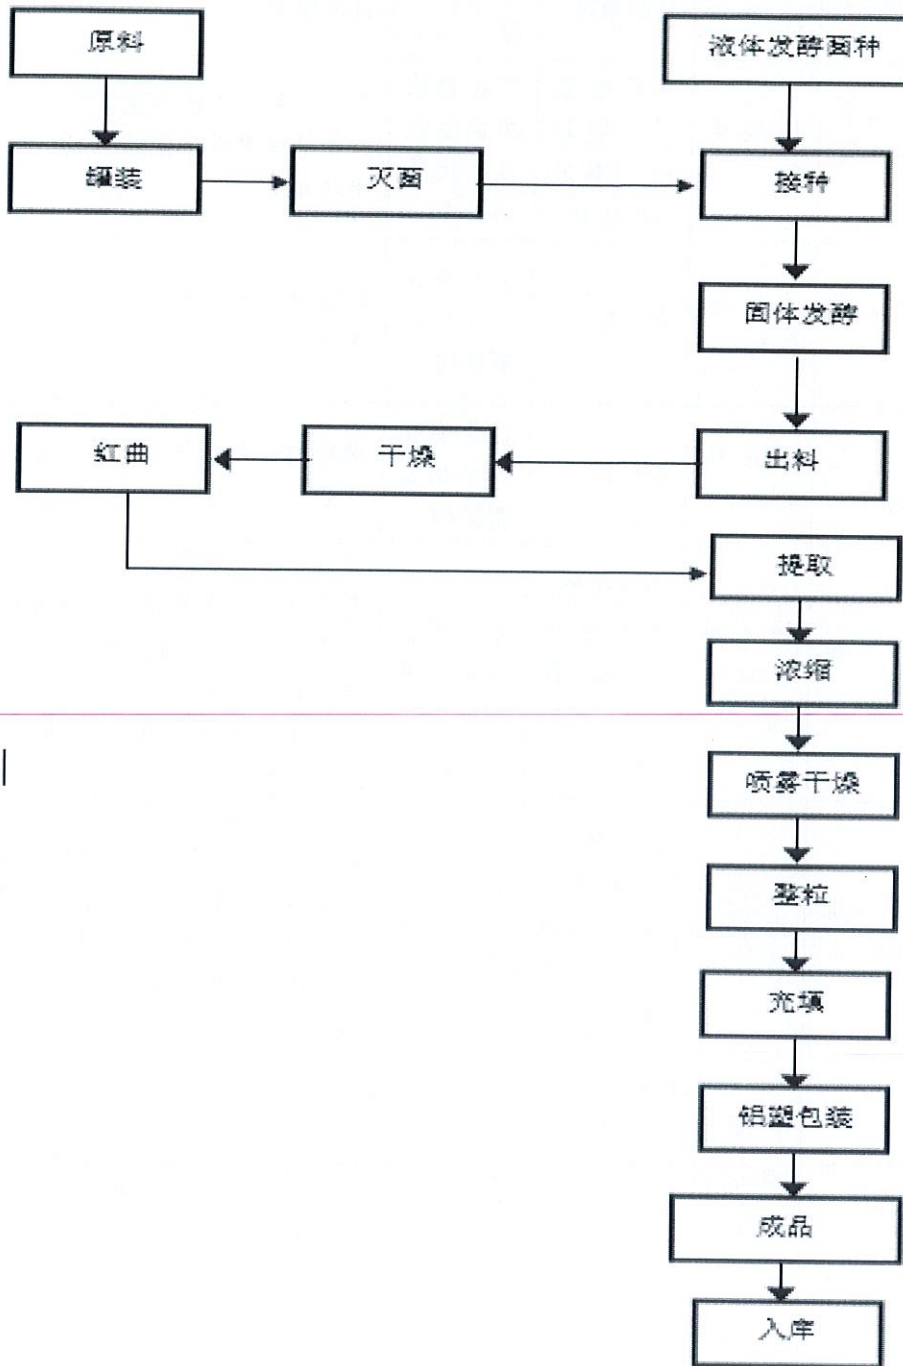 原料
液体发酵菌种
罐装
灭菌
接种
固体发酵
红曲
干燥
出料
提取
浓缩
喷雾干燥
整粒
充填
铝塑包装
成品
入库